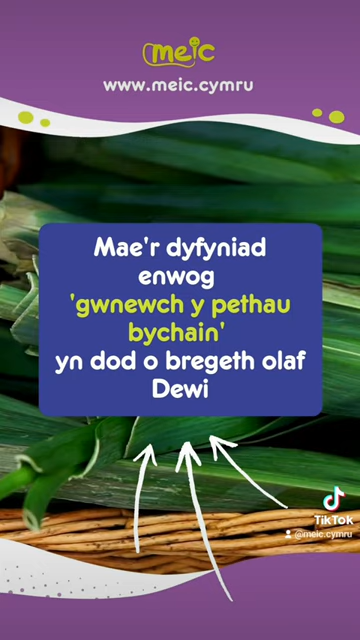 meic
www.meic.cymru
Mae'r dyfyniad
enwog
'gwnewch y pethau
bychain'
yn dod o bregeth olaf
Dewi
TikTok
@meic.cymru